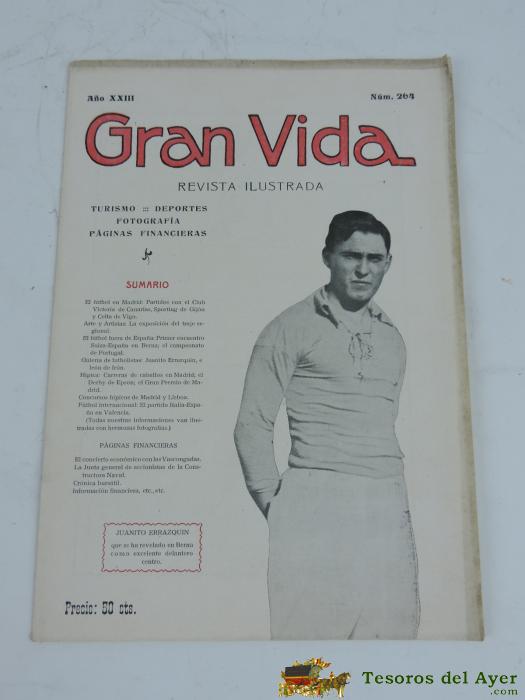 Año XXIII
Núm. 264
Gran Vida
REVISTA ILUSTRADA
TURISMO ::: DEPORTES
FOTOGRAFÍA
PÁGINAS FINANCIERAS
SUMARIO
El fútbol en Madrid: Partidos con el Club
Victoria de Canarias, Sporting de Gijón
y Celta de Vigo.
Arte y Artistas: La exposición del traje re-
gional.
El fútbol fuera de España: Primer encuentro
Suiza-España en Berna; el campeonato
de Portugal.
Galería de futbolistas: Juanito Errazquin, e
león de Irún.
Hípica: Carreras de caballos en Madrid; el
Derby de Epson; el Gran Premio de Ma-
drid.
Concursos hípicos de Madrid y Lisboa.
Fútbol internacional: El partido Italia-Espa-
ña en Valencia.
(Todas nuestras informaciones van ilus-
tradas con hermosas fotografías.)
PÁGINAS FINANCIERAS
El concierto económico con las Vascongadas.
La Junta general de accionistas de la Cons-
tructora Naval.
Crónica bursátil.
Información financiera, etc., etc.
JUANITO ERRAZQUIN
que se ha revelado en Berna
como excelente delantero
centro.
Precio: 50 cts.
Tesoros del Ayer
.com